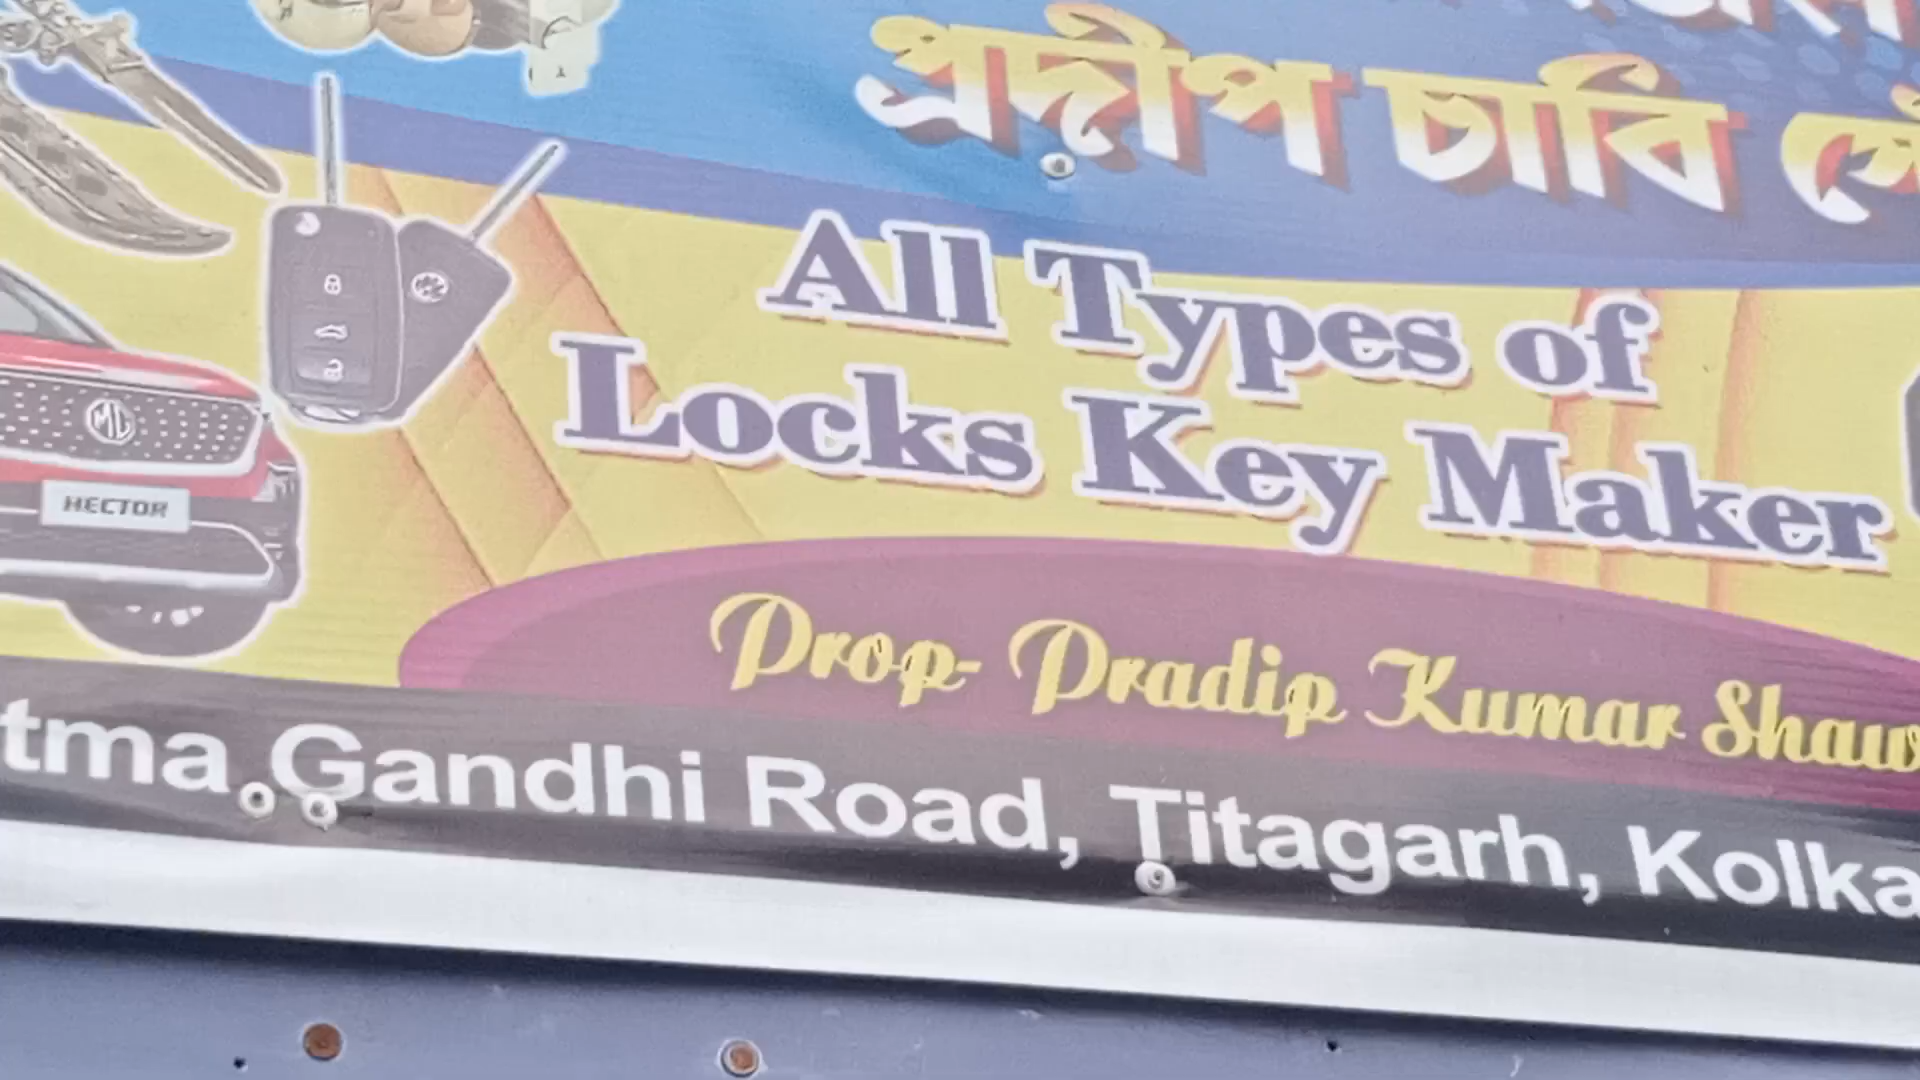 প্রদীপ চাবি
All Types of
Locks Key Maker
MG
HECTOR
Prop- Pradip Kumar Shaw
tma Gandhi Road, Titagarh, Kolka